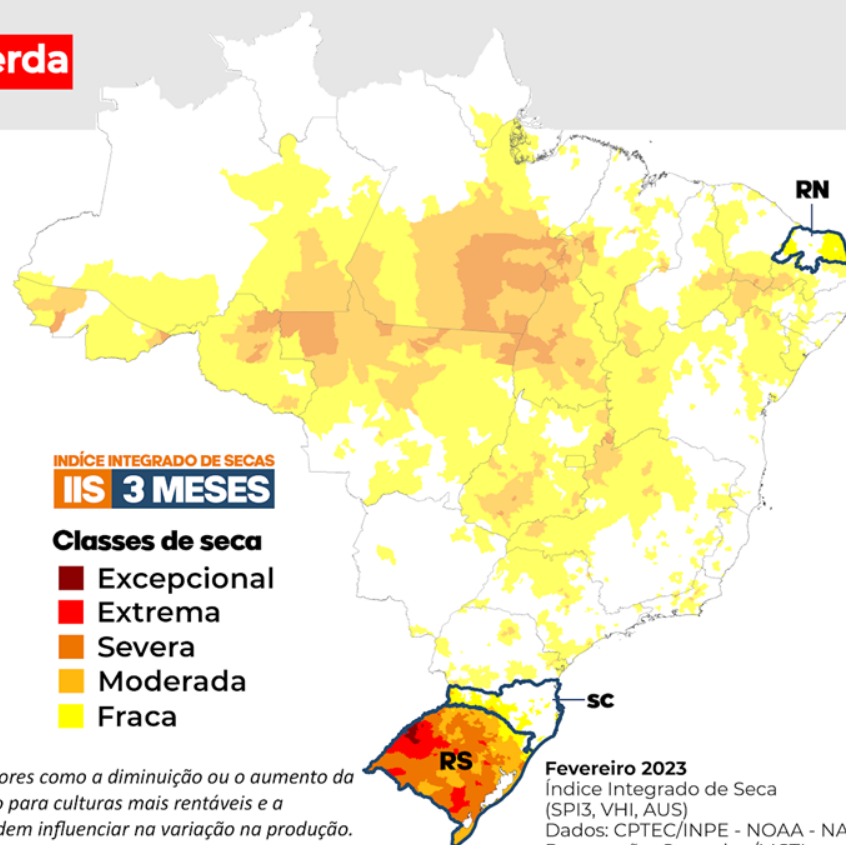 erda
RN
INDÍCE INTEGRADO DE SECAS
IIS 3 MESES
Classes de seca
Excepcional
Extrema
Severa
Moderada
Fraca
SC
RS
ores como a diminuição ou o aumento da
o para culturas mais rentáveis e a
dem influenciar na variação na produção.
Fevereiro 2023
Índice Integrado de Seca
(SPI3, VHI, AUS)
Dados: CPTEC/INPE - NOAA - NA